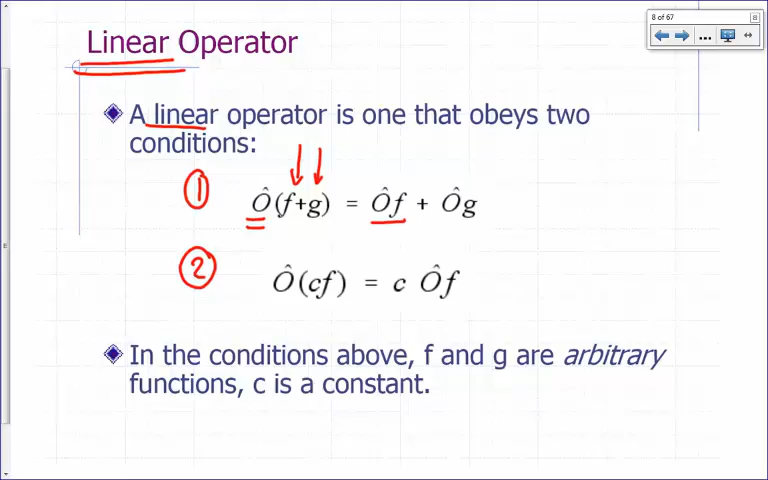 8 of 67
Linear Operator
A linear operator is one that obeys two
conditions:
① Ô(f+g) = Ôf + Ôg
② Ô(cf) = c Ôf
In the conditions above, f and g are arbitrary
functions, c is a constant.